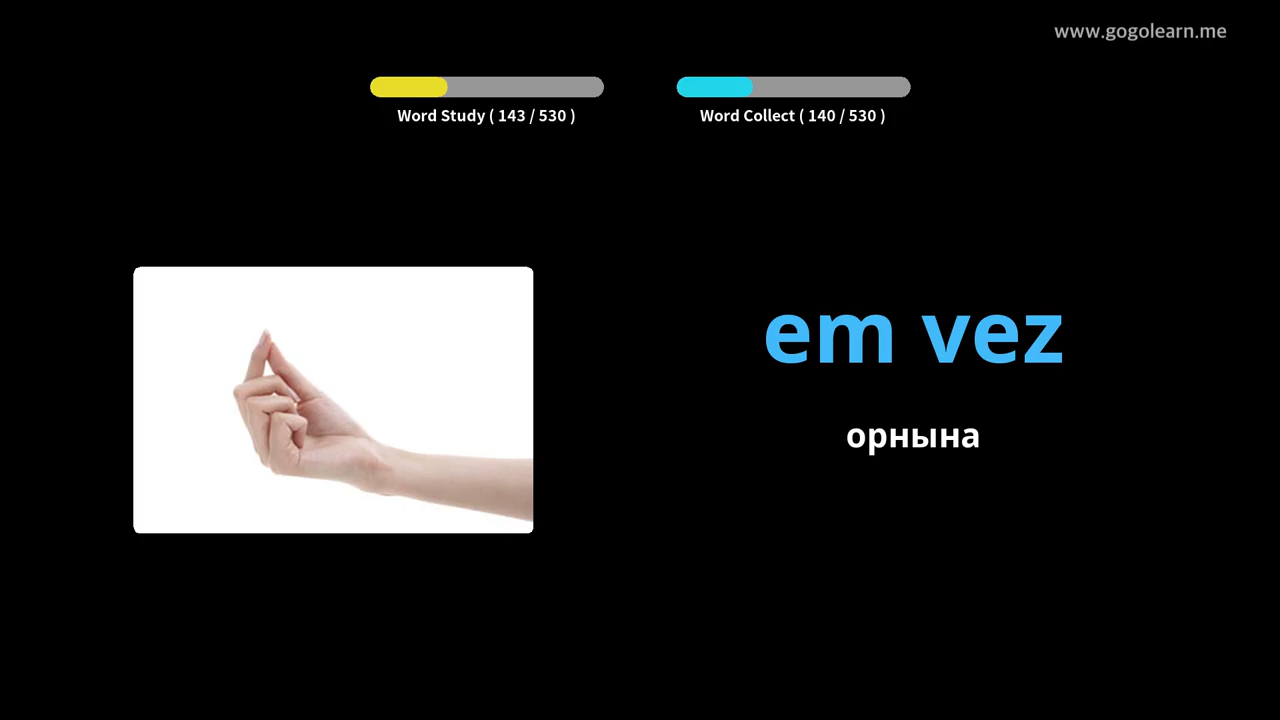 www.gogolearn.me
Word Study ( 143 / 530 )
Word Collect ( 140 / 530 )
em vez
орнына